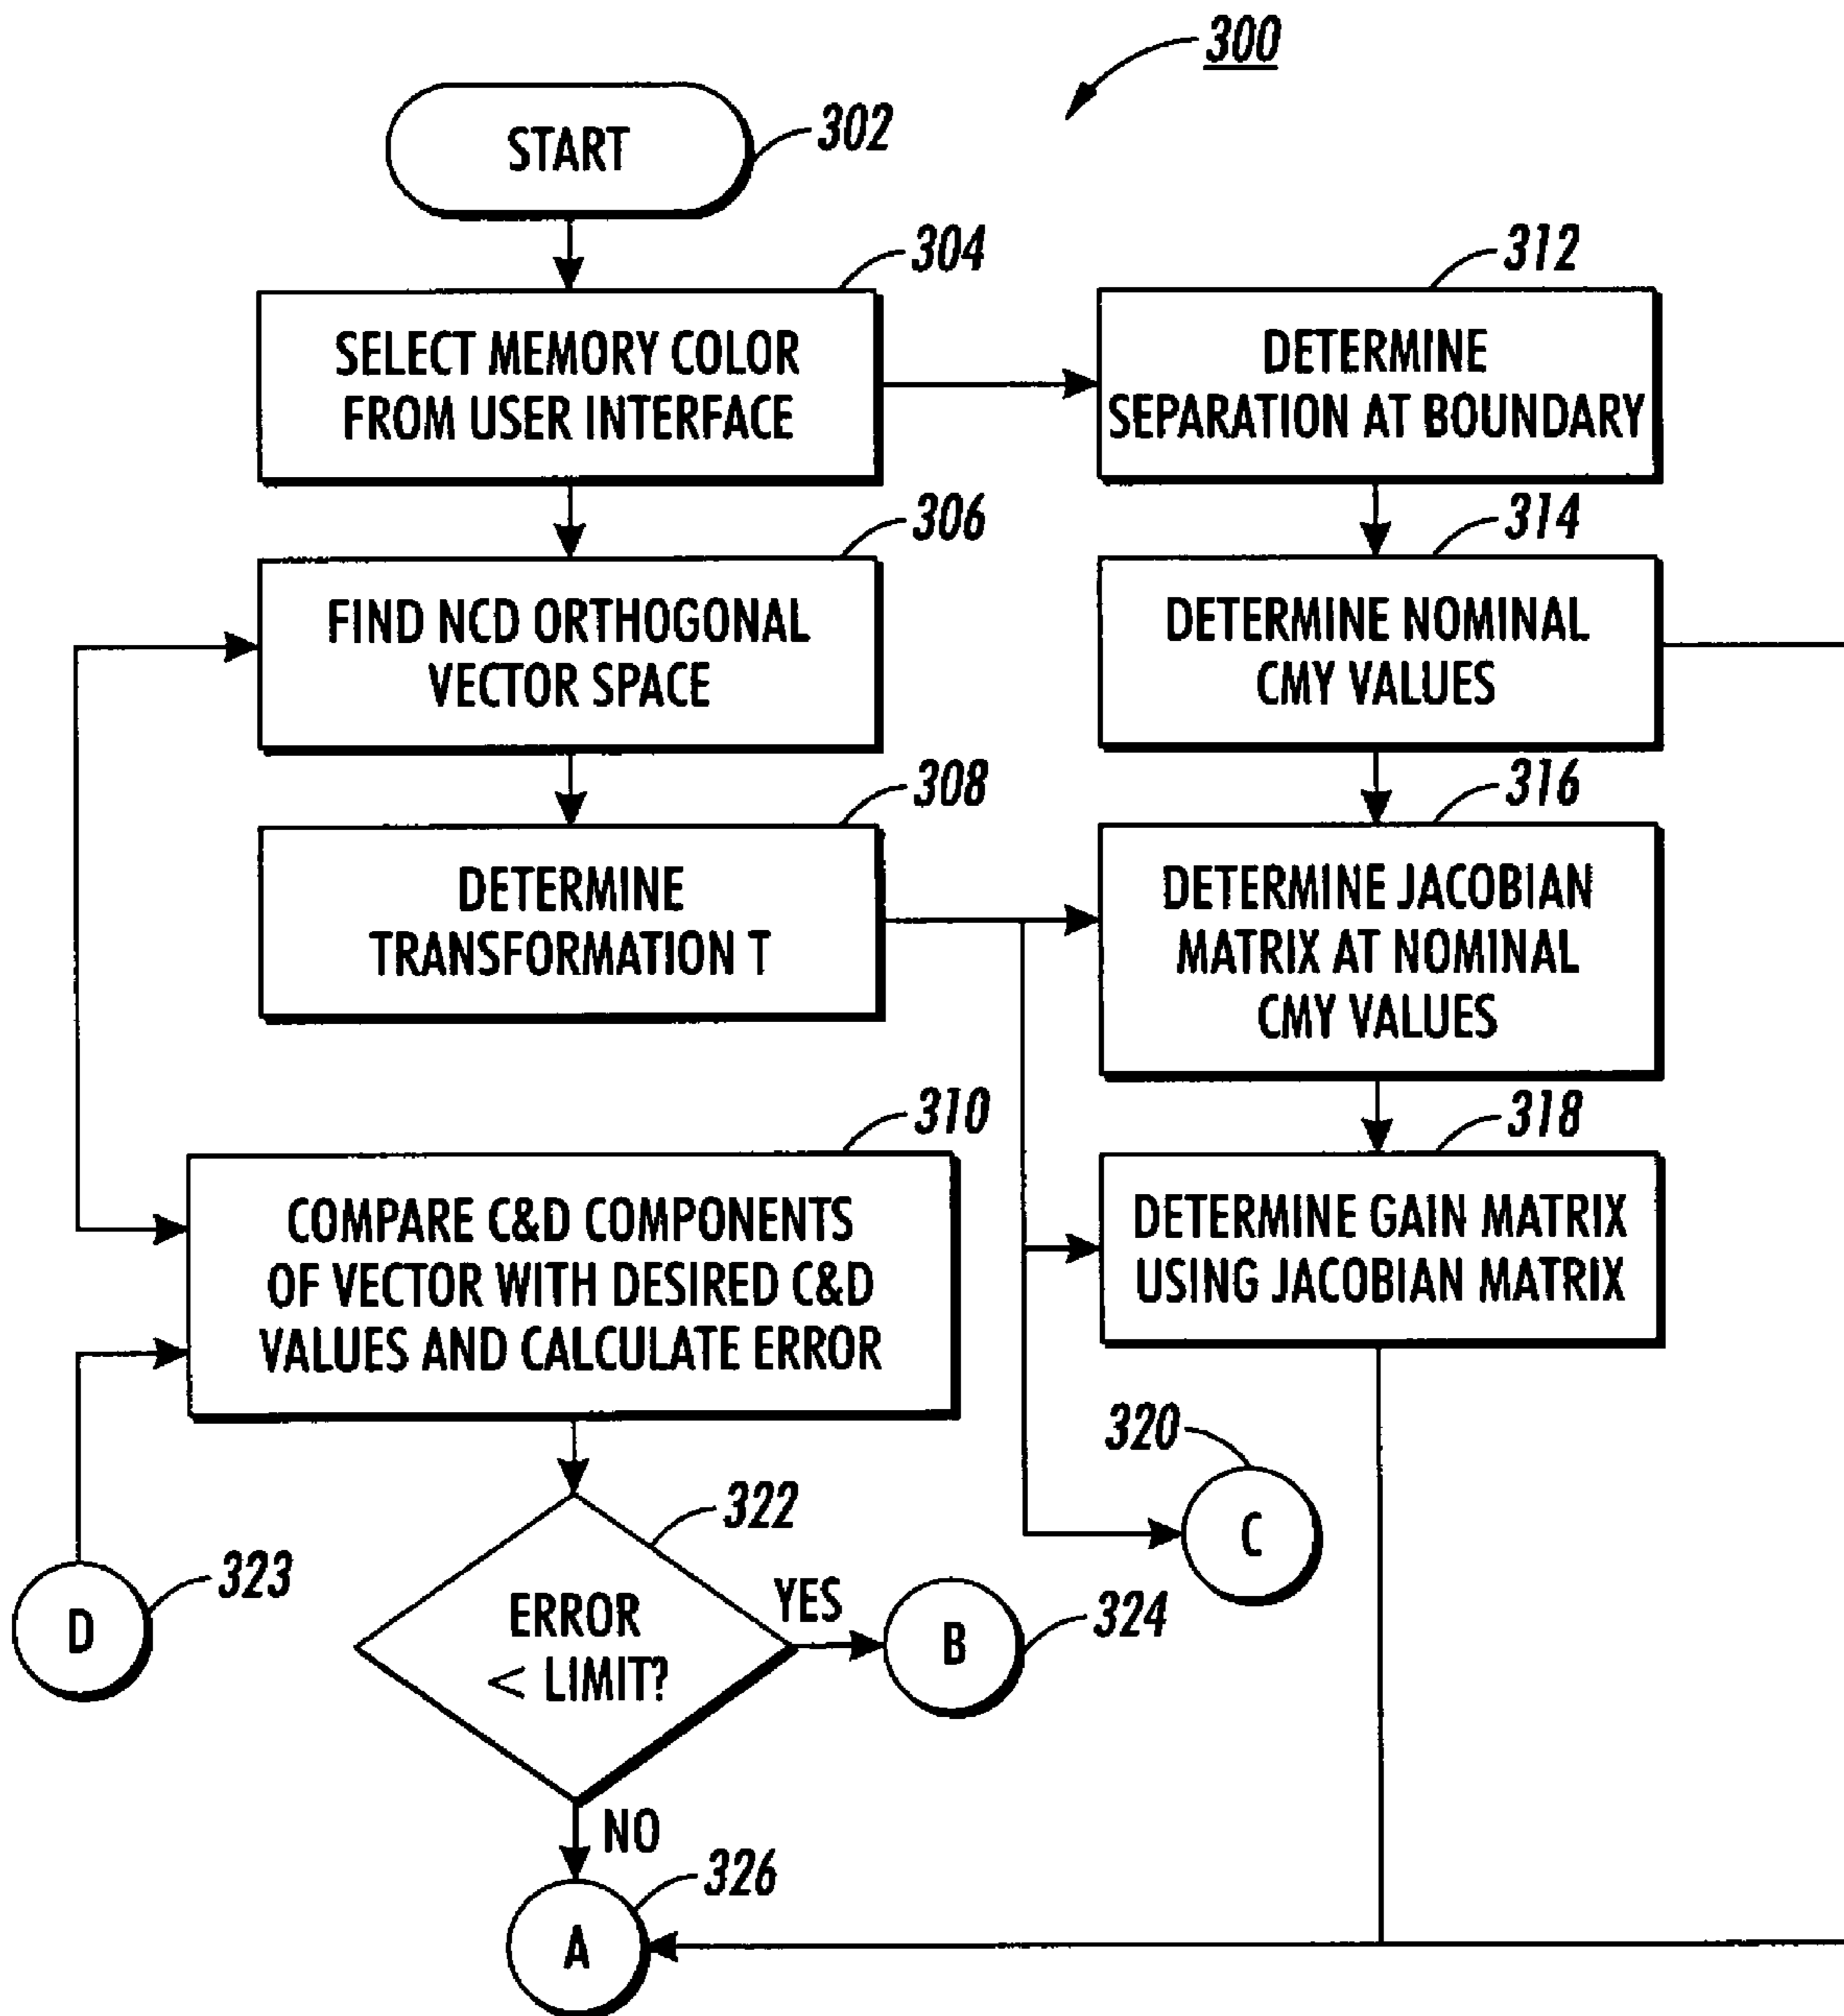 300
START
302
304
SELECT MEMORY COLOR
FROM USER INTERFACE
312
DETERMINE
SEPARATION AT BOUNDARY
306
FIND NCD ORTHOGONAL
VECTOR SPACE
314
DETERMINE NOMINAL
CMY VALUES
308
DETERMINE
TRANSFORMATION T
316
DETERMINE JACOBIAN
MATRIX AT NOMINAL
CMY VALUES
310
COMPARE C&D COMPONENTS
OF VECTOR WITH DESIRED C&D
VALUES AND CALCULATE ERROR
318
DETERMINE GAIN MATRIX
USING JACOBIAN MATRIX
320
C
322
ERROR
< LIMIT?
323
D
YES
B
324
NO
326
A